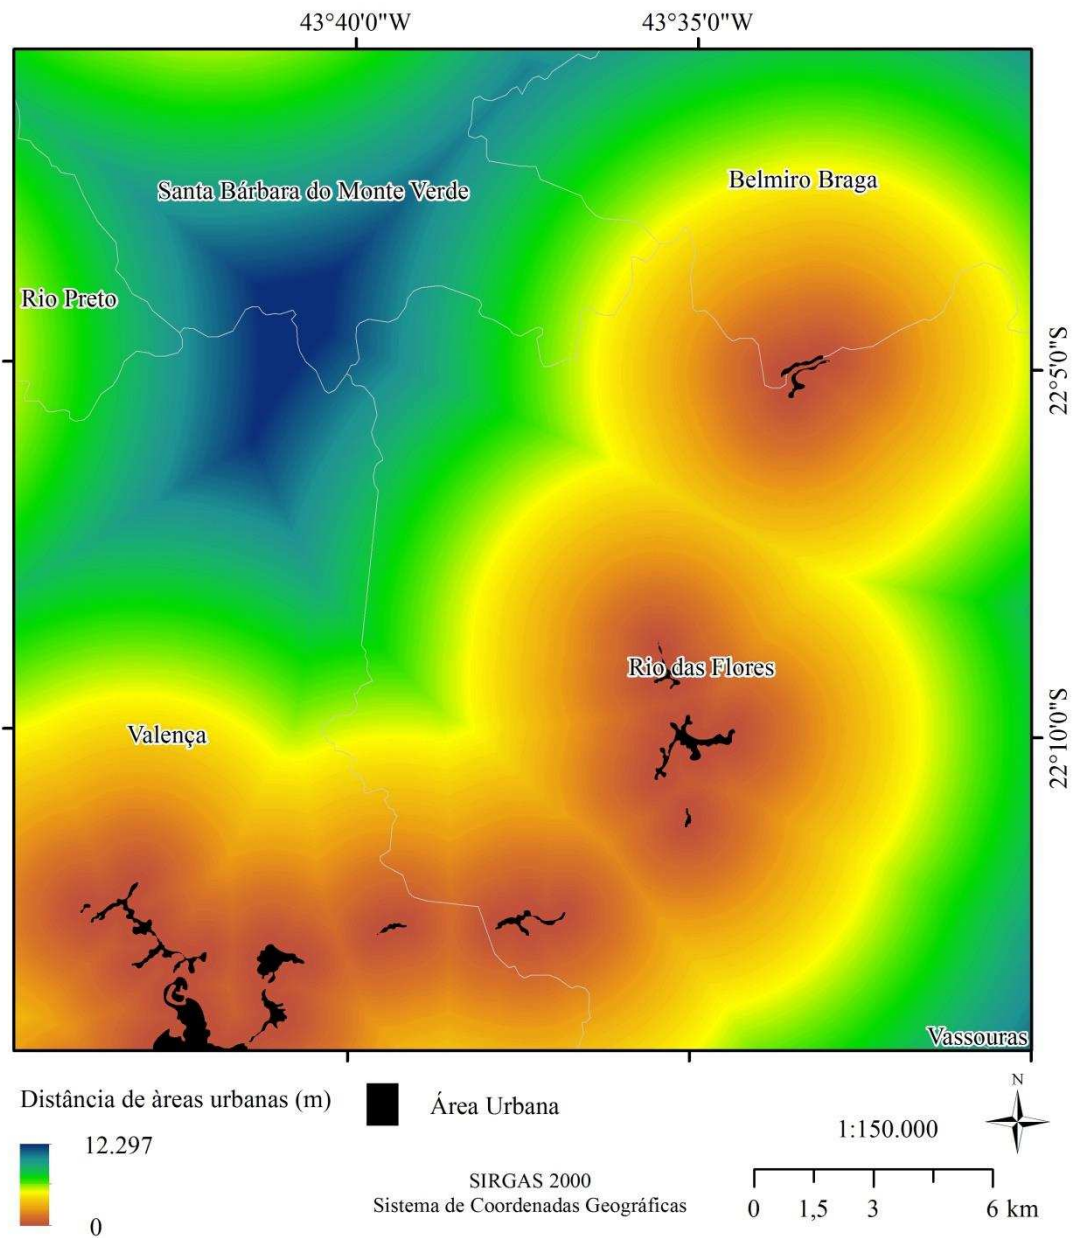 43°40'0"W
43°35'0"W
Belmiro Braga
Santa Bárbara do Monte Verde
Rio Preto
22°5'0"S
Rio das Flores
Valença
22°10'0"S
Vassouras
Distância de àreas urbanas (m)
12.297
0
Área Urbana
SIRGAS 2000
Sistema de Coordenadas Geográficas
1:150.000
N
0 1,5 3 6 km